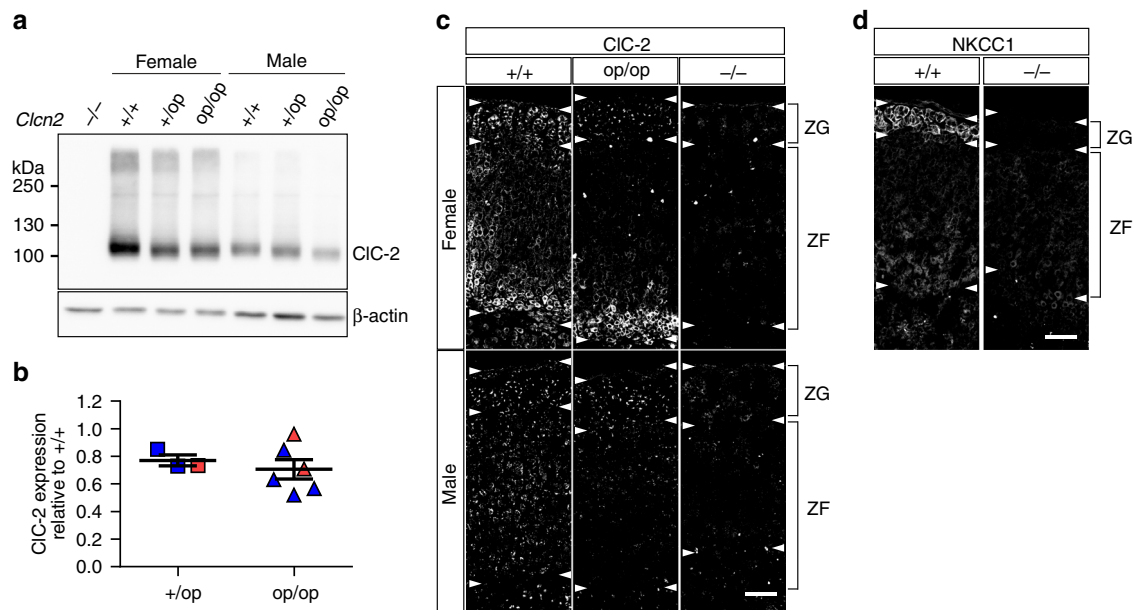 a
Female Male
Clcn2 –/– +/+ +/op op/op +/+ +/op op/op
kDa
250
130
100
ClC-2
β-actin
b
ClC-2 expression
relative to +/+
1.2
1.0
0.8
0.6
0.4
0.2
0.0
+/op op/op
c
ClC-2
+/+ op/op –/–
Female
ZG
ZF
Male
ZG
ZF
d
NKCC1
+/+ –/–
ZG
ZF